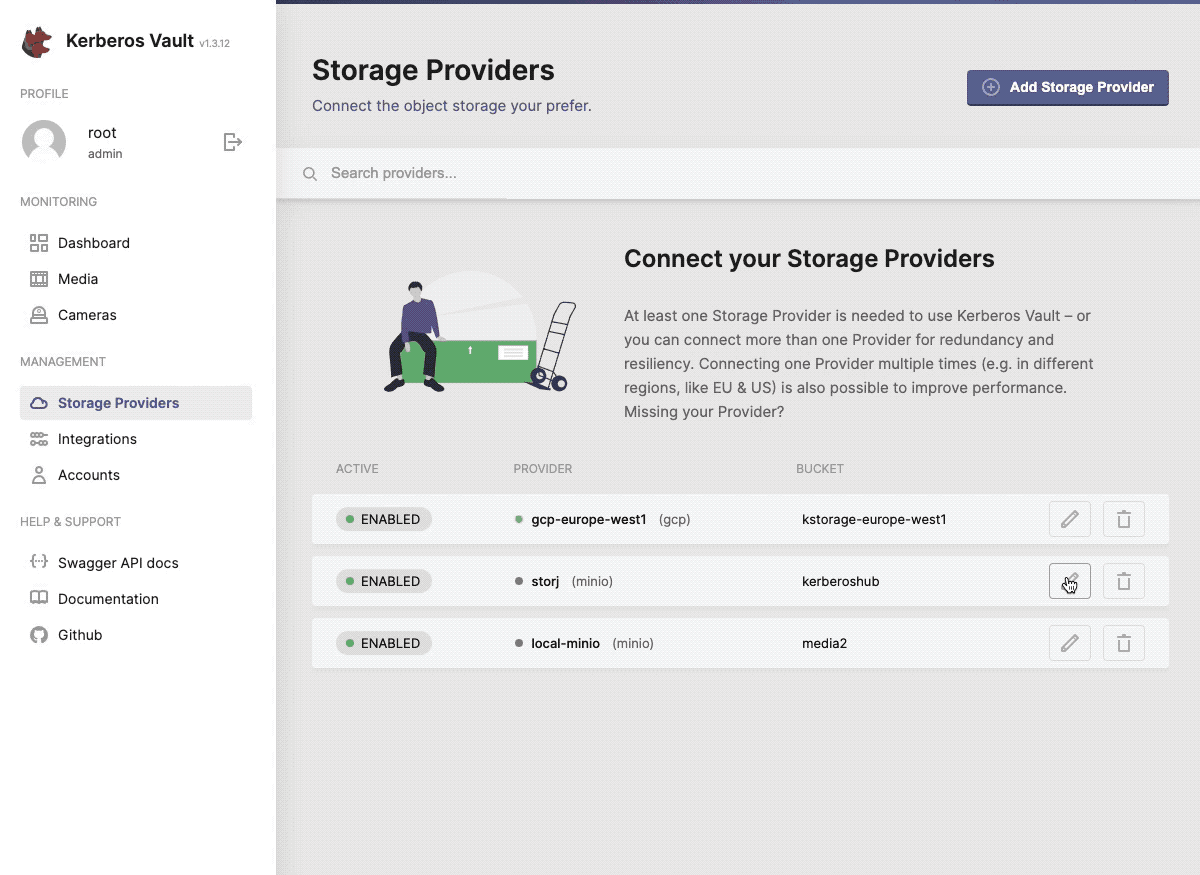 Kerberos Vault v1.3.12
PROFILE
root
admin
MONITORING
Dashboard
Media
Cameras
MANAGEMENT
Storage Providers
Integrations
Accounts
HELP & SUPPORT
Swagger API docs
Documentation
Github
Storage Providers
Connect the object storage your prefer.
Add Storage Provider
Search providers...
Connect your Storage Providers
At least one Storage Provider is needed to use Kerberos Vault – or
you can connect more than one Provider for redundancy and
resiliency. Connecting one Provider multiple times (e.g. in different
regions, like EU & US) is also possible to improve performance.
Missing your Provider?
ACTIVE PROVIDER BUCKET
ENABLED gcp-europe-west1 (gcp) kstorage-europe-west1
ENABLED storj (minio) kerberoshub
ENABLED local-minio (minio) media2